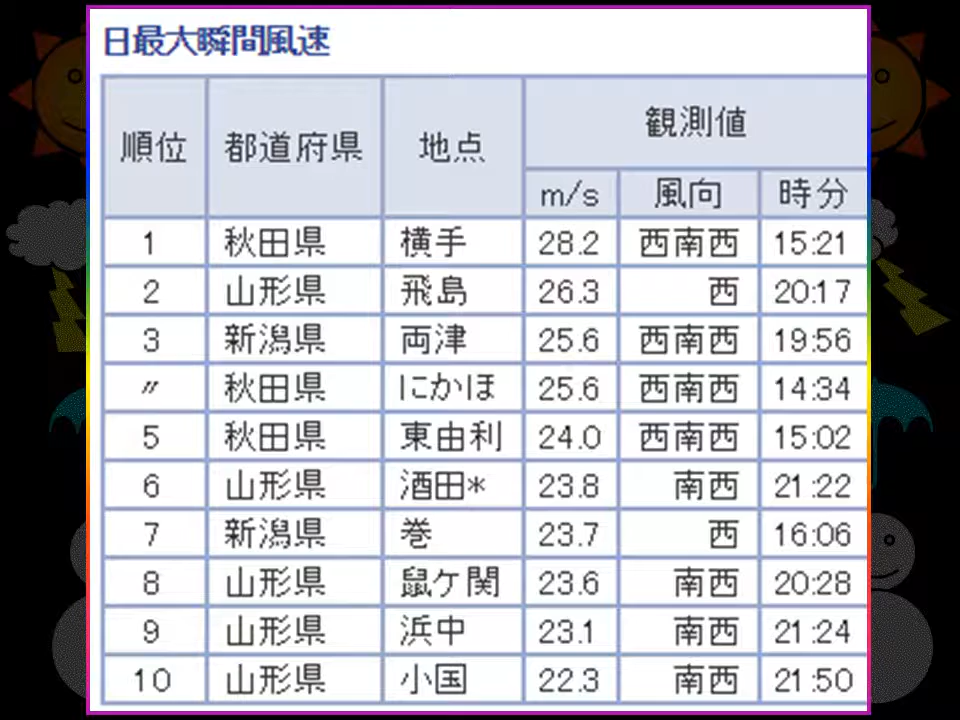 日最大瞬間風速
順位 都道府県 地点 観測値
m/s 風向 時分
1 秋田県 横手 28.2 西南西 15:21
2 山形県 飛島 26.3 西 20:17
3 新潟県 両津 25.6 西南西 19:56
〃 秋田県 にかほ 25.6 西南西 14:34
5 秋田県 東由利 24.0 西南西 15:02
6 山形県 酒田* 23.8 南西 21:22
7 新潟県 巻 23.7 西 16:06
8 山形県 鼠ケ関 23.6 南西 20:28
9 山形県 浜中 23.1 南西 21:24
10 山形県 小国 22.3 南西 21:50